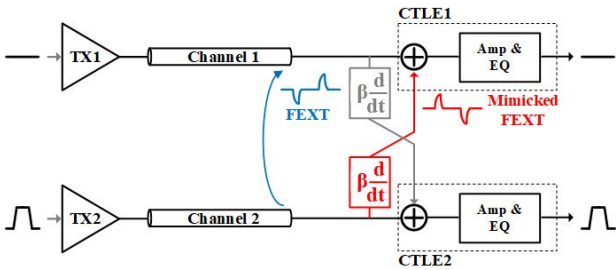 CTLE1
TX1
Channel 1
Amp &
EQ
β d/dt
FEXT
Mimicked
FEXT
β d/dt
TX2
Channel 2
Amp &
EQ
CTLE2